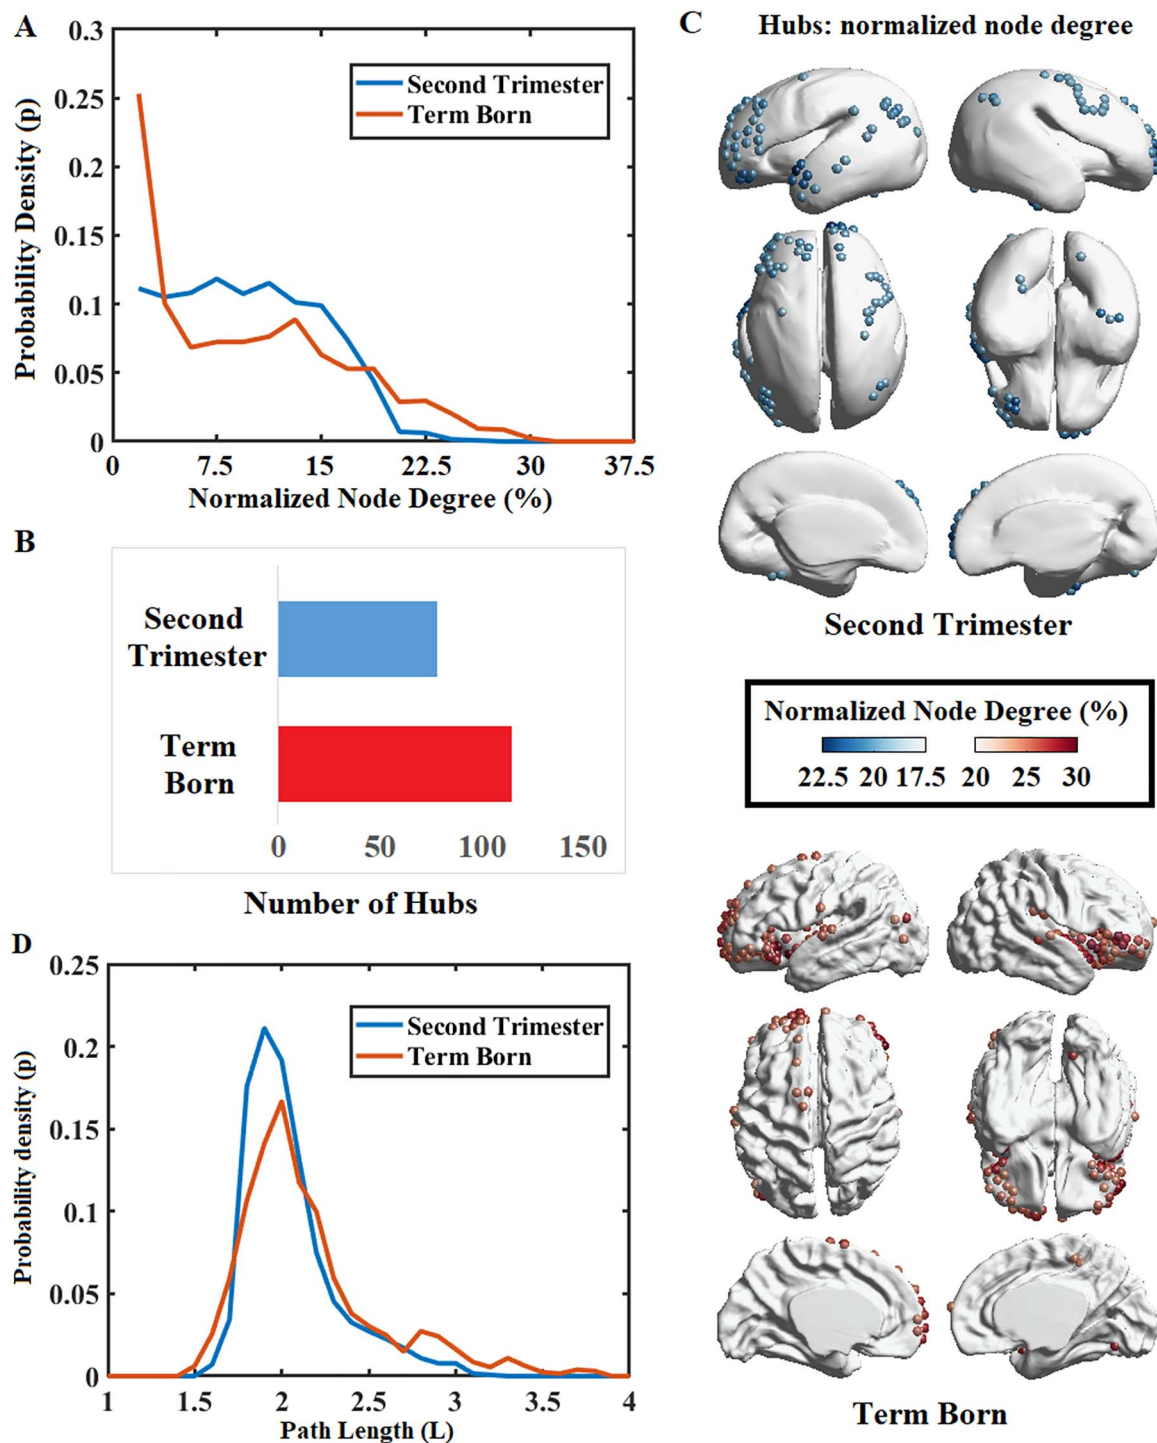 A
0.3
0.25
0.2
0.15
0.1
0.05
0
Probability Density (p)
Second Trimester
Term Born
0 7.5 15 22.5 30 37.5
Normalized Node Degree (%)
B
Second
Trimester
Term
Born
0 50 100 150
Number of Hubs
D
0.25
0.2
0.15
0.1
0.05
0
Probability density (p)
Second Trimester
Term Born
1 1.5 2 2.5 3 3.5 4
Path Length (L)
C Hubs: normalized node degree
Second Trimester
Normalized Node Degree (%)
22.5 20 17.5 20 25 30
Term Born